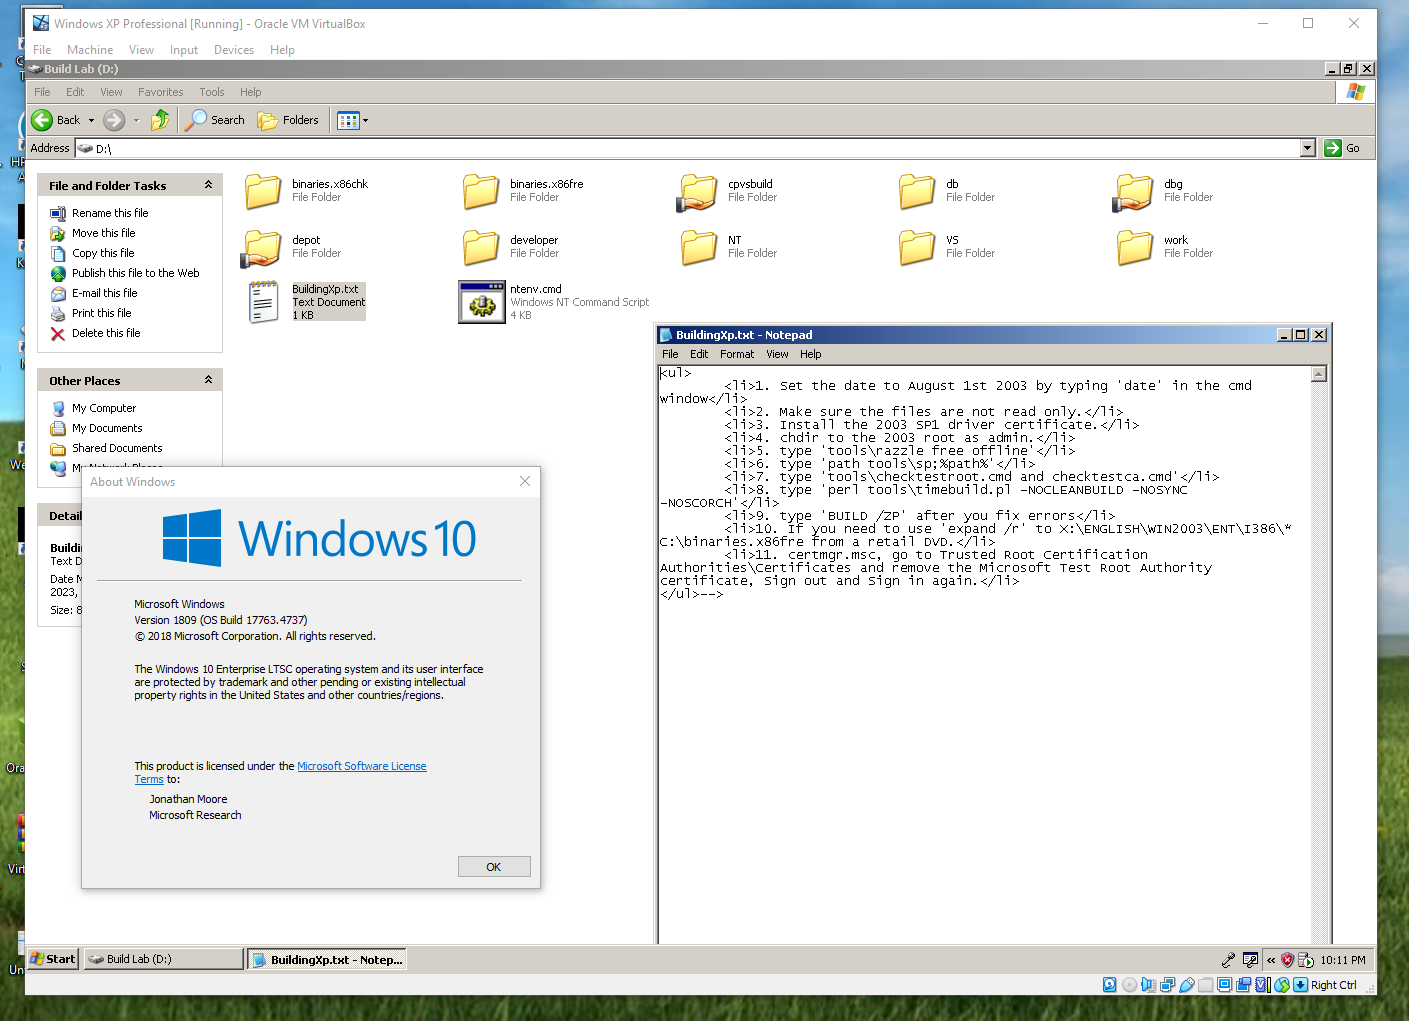 Windows XP Professional [Running] - Oracle VM VirtualBox
File Machine View Input Devices Help
Build Lab (D:)
File Edit View Favorites Tools Help
Back Search Folders
Address D:\ Go
File and Folder Tasks
Rename this file
Move this file
Copy this file
Publish this file to the Web
E-mail this file
Print this file
Delete this file
Other Places
My Computer
My Documents
Shared Documents
My Network Places
Detail
Buildin
Text D
Date M
2023,
Size: 8
binaries.x86chk
File Folder
binaries.x86fre
File Folder
cpvsbuild
File Folder
db
File Folder
dbg
File Folder
depot
File Folder
developer
File Folder
NT
File Folder
VS
File Folder
work
File Folder
BuildingXp.txt
Text Document
1 KB
ntenv.cmd
Windows NT Command Script
4 KB
BuildingXp.txt - Notepad
File Edit Format View Help
<ul>
<li>1. Set the date to August 1st 2003 by typing 'date' in the cmd
window</li>
<li>2. Make sure the files are not read only.</li>
<li>3. Install the 2003 SP1 driver certificate.</li>
<li>4. chdir to the 2003 root as admin.</li>
<li>5. type 'tools\razzle free offline'</li>
<li>6. type 'path tools\sp;%path%'</li>
<li>7. type 'tools\checktestroot.cmd and checktestca.cmd'</li>
<li>8. type 'perl tools\timebuild.pl -NOCLEANBUILD -NOSYNC
-NOSCORCH'</li>
<li>9. type 'BUILD /ZP' after you fix errors</li>
<li>10. If you need to use 'expand /r' to X:\ENGLISH\WIN2003\ENT\I386\*
C:\binaries.x86fre from a retail DVD.</li>
<li>11. certmgr.msc, go to Trusted Root Certification
Authorities\Certificates and remove the Microsoft Test Root Authority
certificate, Sign out and Sign in again.</li>
</ul>-->
About Windows
Windows 10
Microsoft Windows
Version 1809 (OS Build 17763.4737)
© 2018 Microsoft Corporation. All rights reserved.
The Windows 10 Enterprise LTSC operating system and its user interface
are protected by trademark and other pending or existing intellectual
property rights in the United States and other countries/regions.
This product is licensed under the Microsoft Software License
Terms to:
Jonathan Moore
Microsoft Research
OK
Start Build Lab (D:) BuildingXp.txt - Notep... 10:11 PM
Right Ctrl